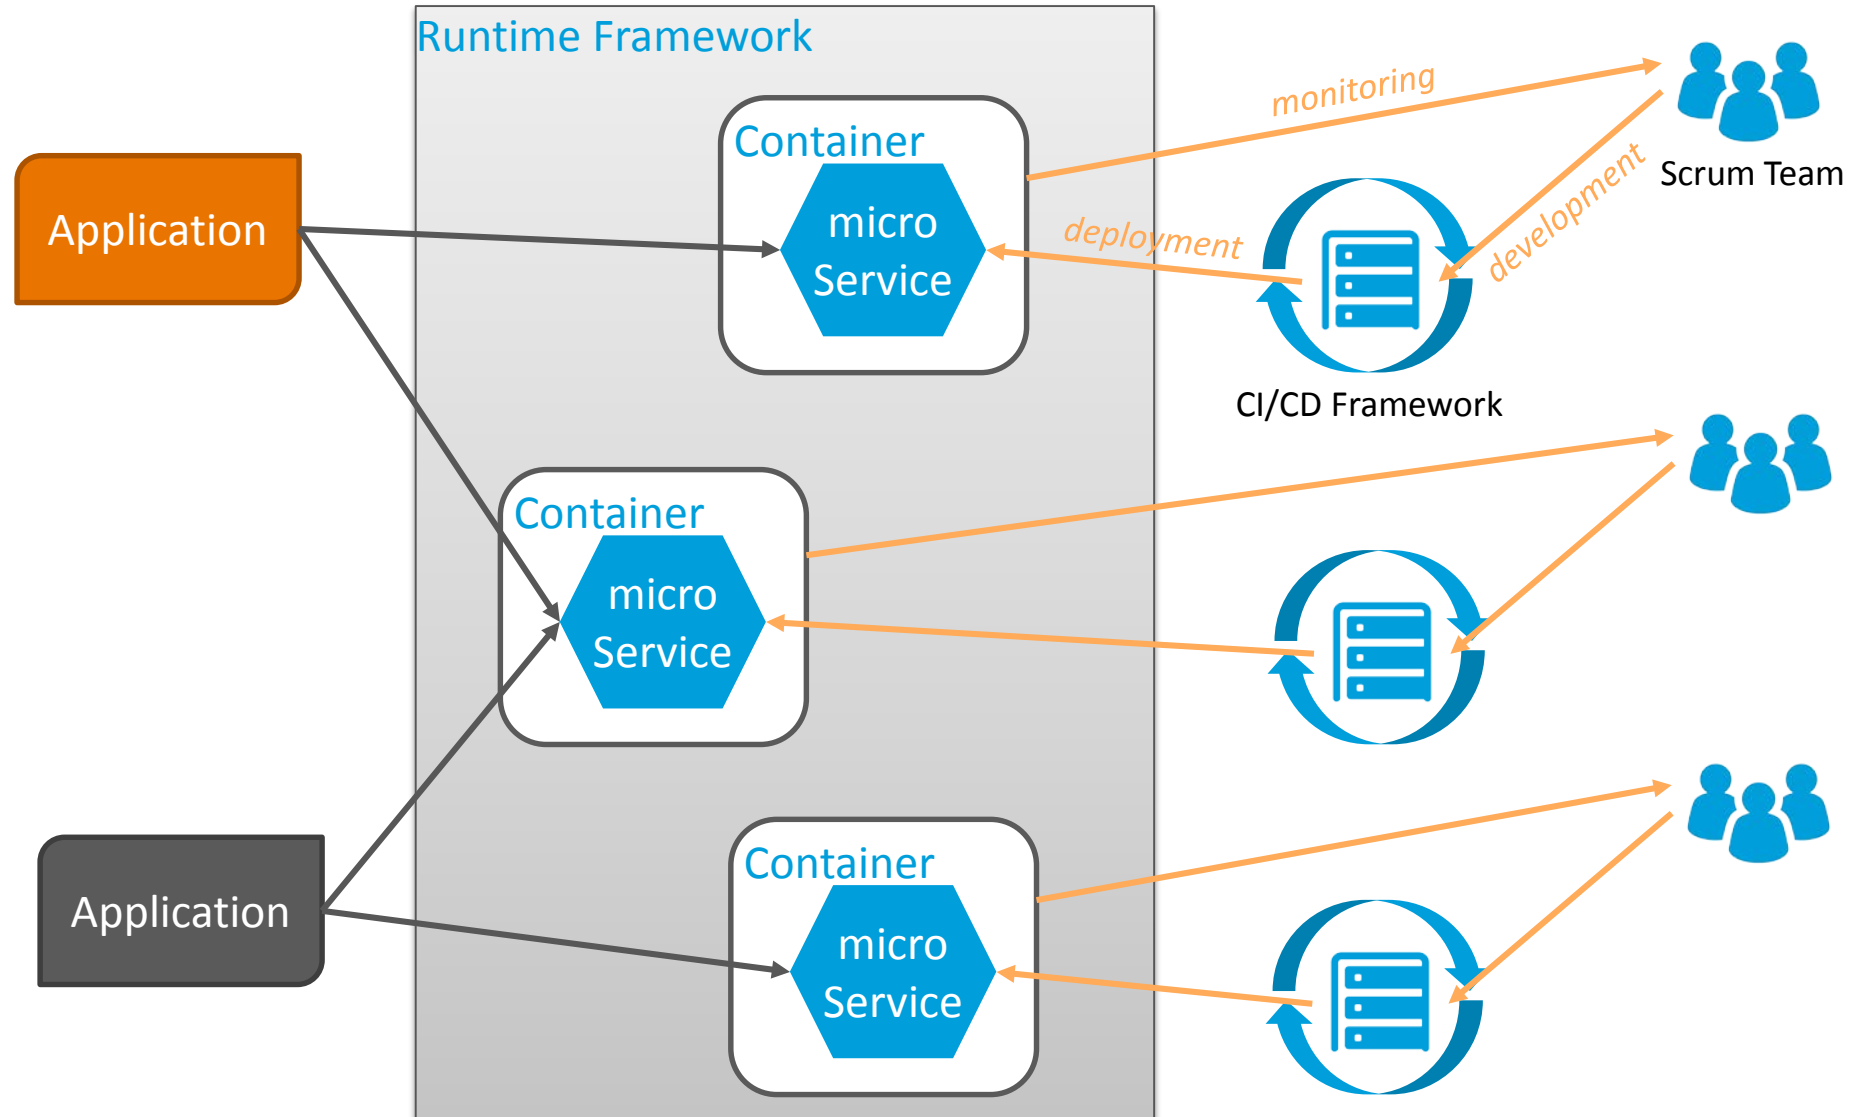 Runtime Framework
monitoring
Container
Scrum Team
Application
micro
Service
deployment
development
CI/CD Framework
Container
micro
Service
Container
Application
micro
Service